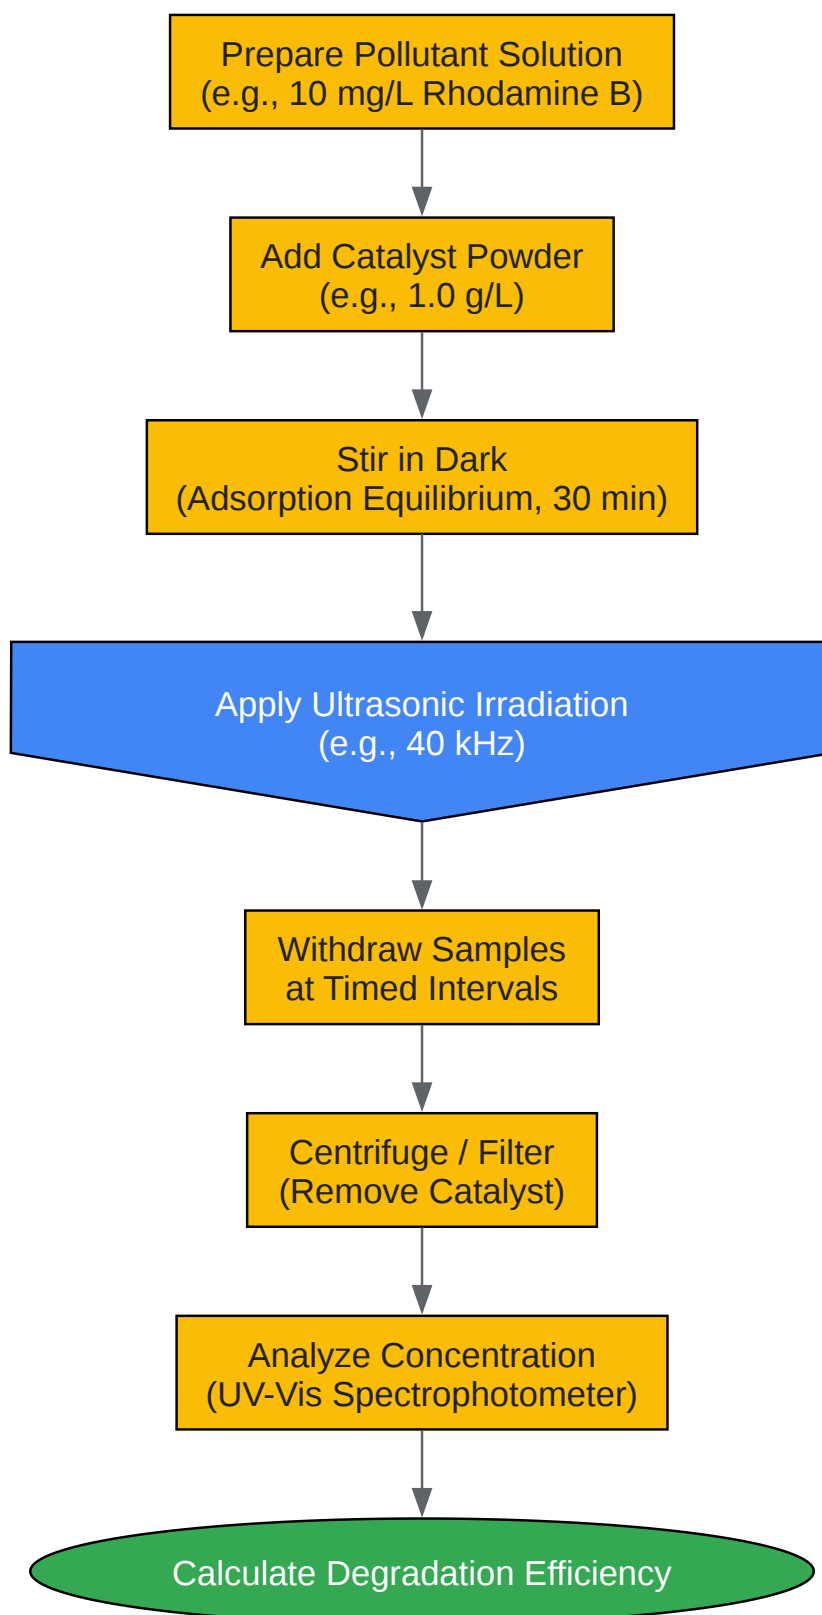 Prepare Pollutant Solution
(e.g., 10 mg/L Rhodamine B)
Add Catalyst Powder
(e.g., 1.0 g/L)
Stir in Dark
(Adsorption Equilibrium, 30 min)
Apply Ultrasonic Irradiation
(e.g., 40 kHz)
Withdraw Samples
at Timed Intervals
Centrifuge / Filter
(Remove Catalyst)
Analyze Concentration
(UV-Vis Spectrophotometer)
Calculate Degradation Efficiency